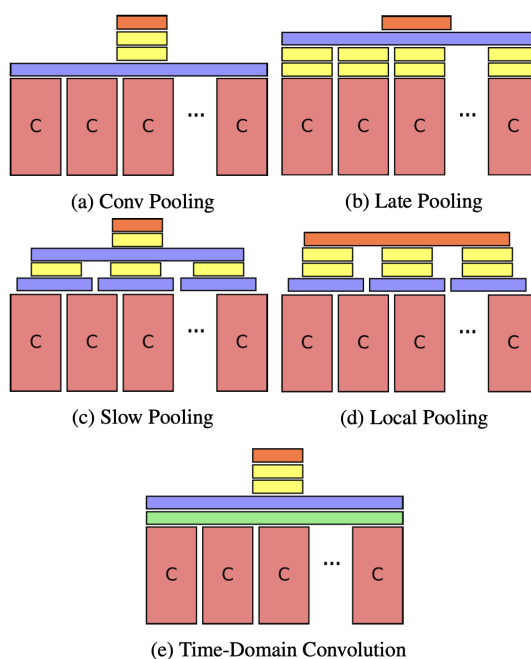 C C C ... C
C C C ... C
(a) Conv Pooling
(b) Late Pooling
C C C ... C
C C C ... C
(c) Slow Pooling
(d) Local Pooling
C C C ... C
(e) Time-Domain Convolution